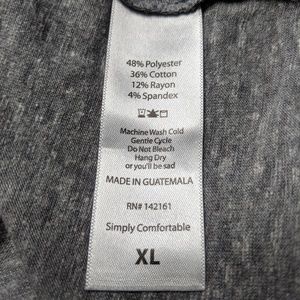 48% Polyester
36% Cotton
12% Rayon
4% Spandex
Machine Wash Cold
Gentle Cycle
Do Not Bleach
Hang Dry
or you'll be sad
MADE IN GUATEMALA
RN# 142161
Simply Comfortable
XL